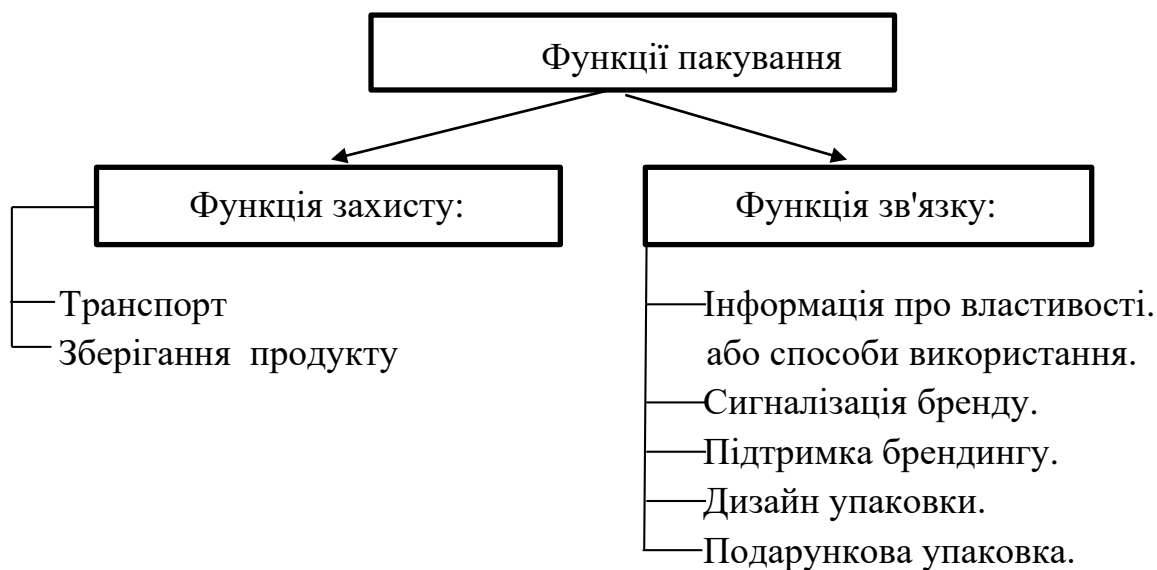 Функції пакування
Функція захисту:
Транспорт
Зберігання продукту
Функція зв'язку:
Інформація про властивості.
або способи використання.
Сигналізація бренду.
Підтримка брендингу.
Дизайн упаковки.
Подарункова упаковка.